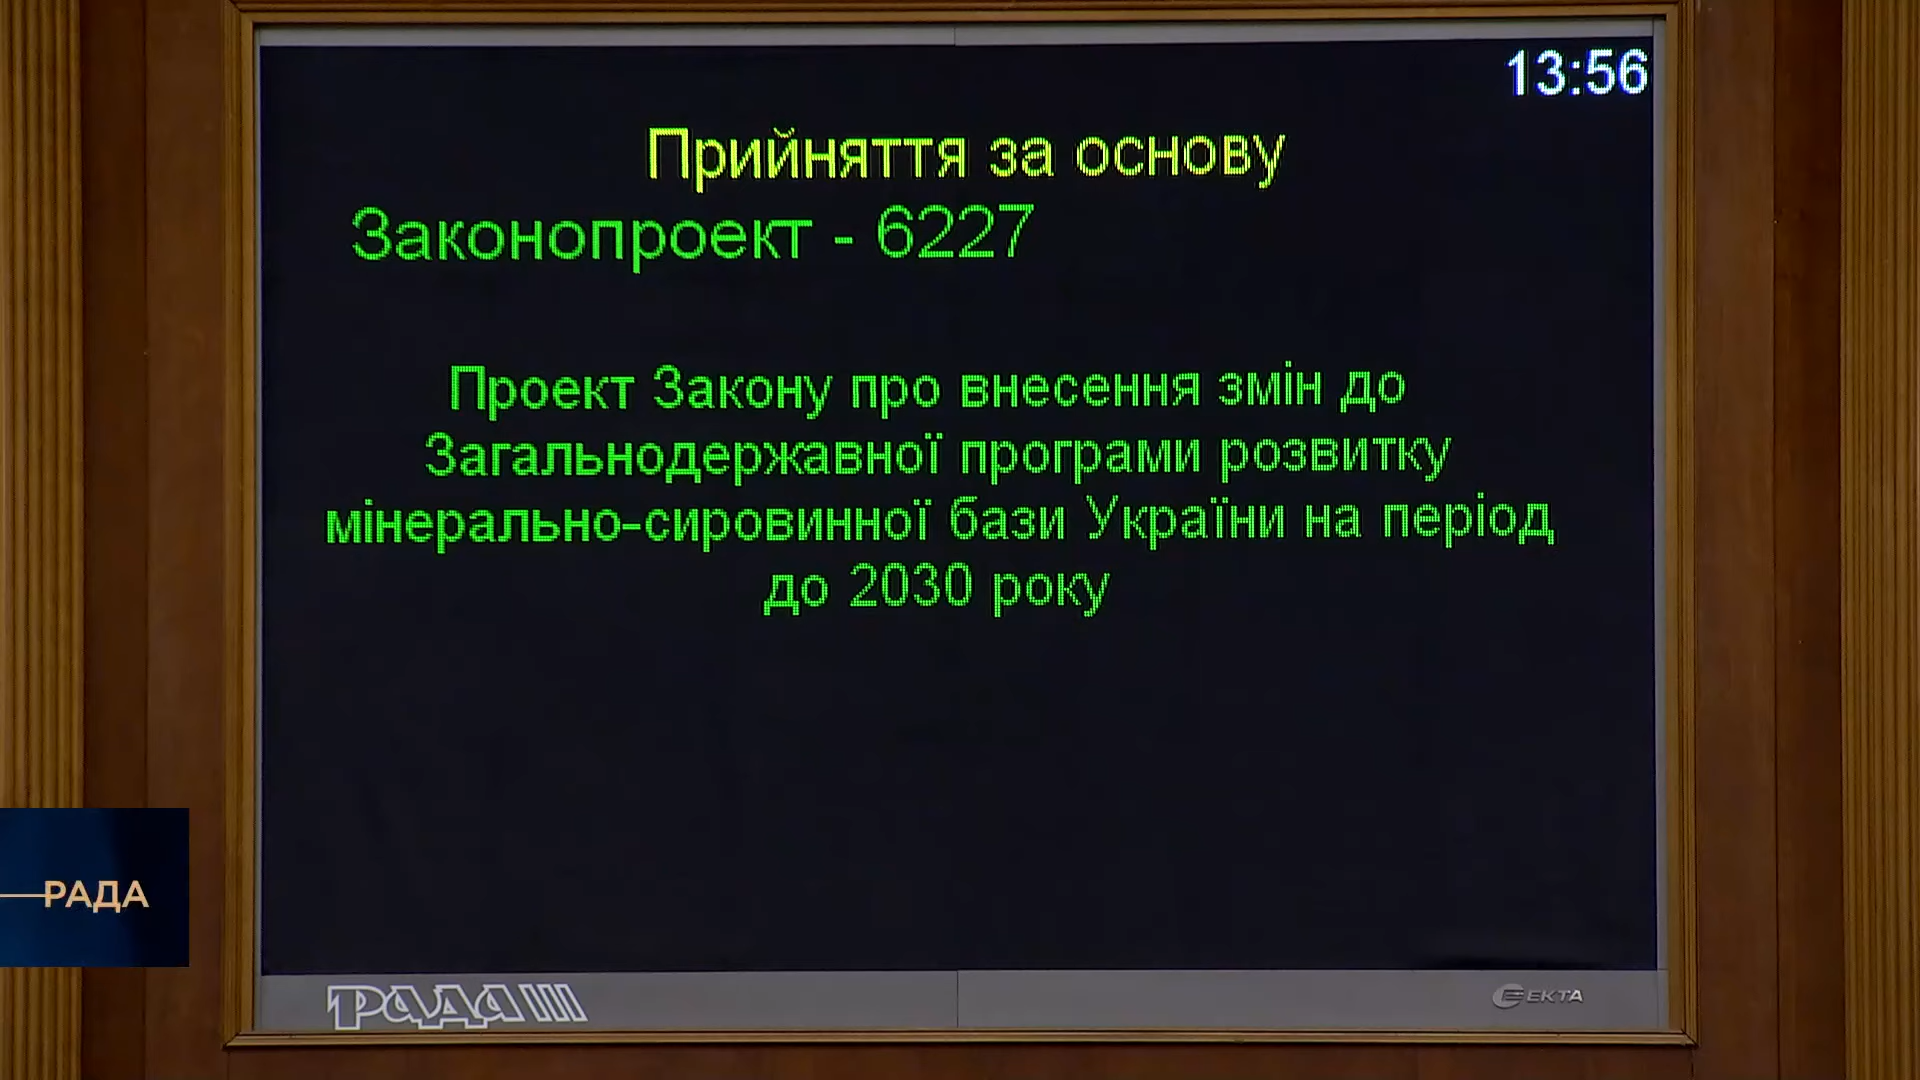 13:56
Прийняття за основу
Законопроект - 6227
Проект Закону про внесення змін до
Загальнодержавної програми розвитку
мінерально-сировинної бази України на період
до 2030 року
РАДА
РАДА III
ЕКТА